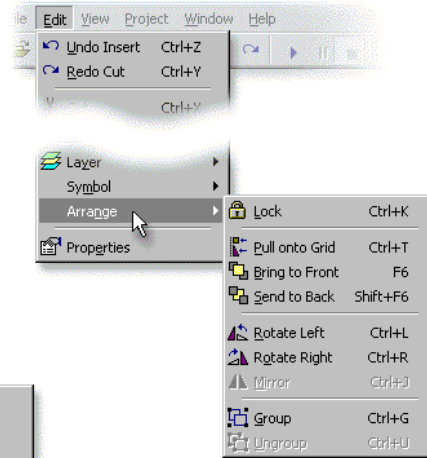 Edit View Project Window Help
Undo Insert Ctrl+Z
Redo Cut Ctrl+Y
Ctrl+X
Layer
Symbol
Arrange
Properties
Lock Ctrl+K
Pull onto Grid Ctrl+T
Bring to Front F6
Send to Back Shift+F6
Rotate Left Ctrl+L
Rotate Right Ctrl+R
Mirror Ctrl+J
Group Ctrl+G
Ungroup Ctrl+U